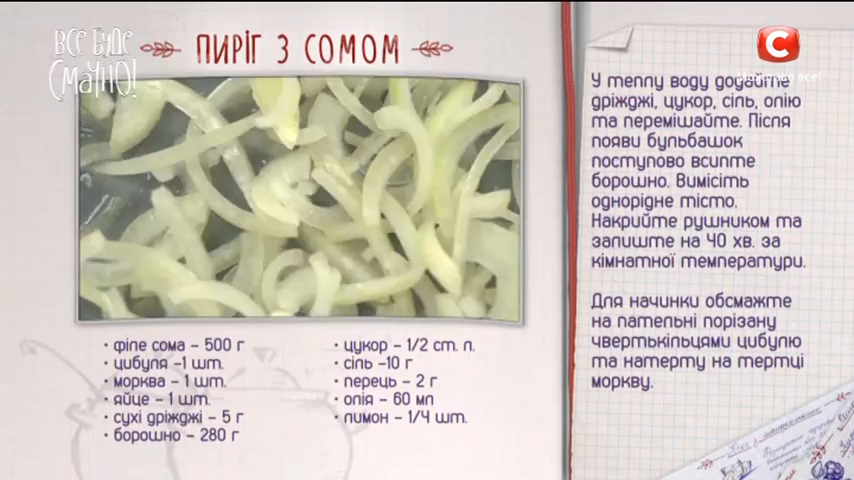 Все буде
Смачно!
ПИРІГ З СОМОМ
С
· філе сома – 500 г
· цибуля -1 шт.
· морква – 1 шт.
· яйце – 1 шт.
· сухі дріжджі – 5 г
· борошно – 280 г
· цукор – 1/2 ст. л.
· сіль -10 г
· перець – 2 г
· олія – 60 мл
· лимон – 1/4 шт.
У теплу воду додайте
дріжджі, цукор, сіль, олію
та перемішайте. Після
появи бульбашок
поступово всипте
борошно. Вимісіть
однорідне тісто.
Накрийте рушником та
залиште на 40 хв. за
кімнатної температури.
Для начинки обсмажте
на пательні порізану
чвертькільцями цибулю
та натерту на тертці
моркву.